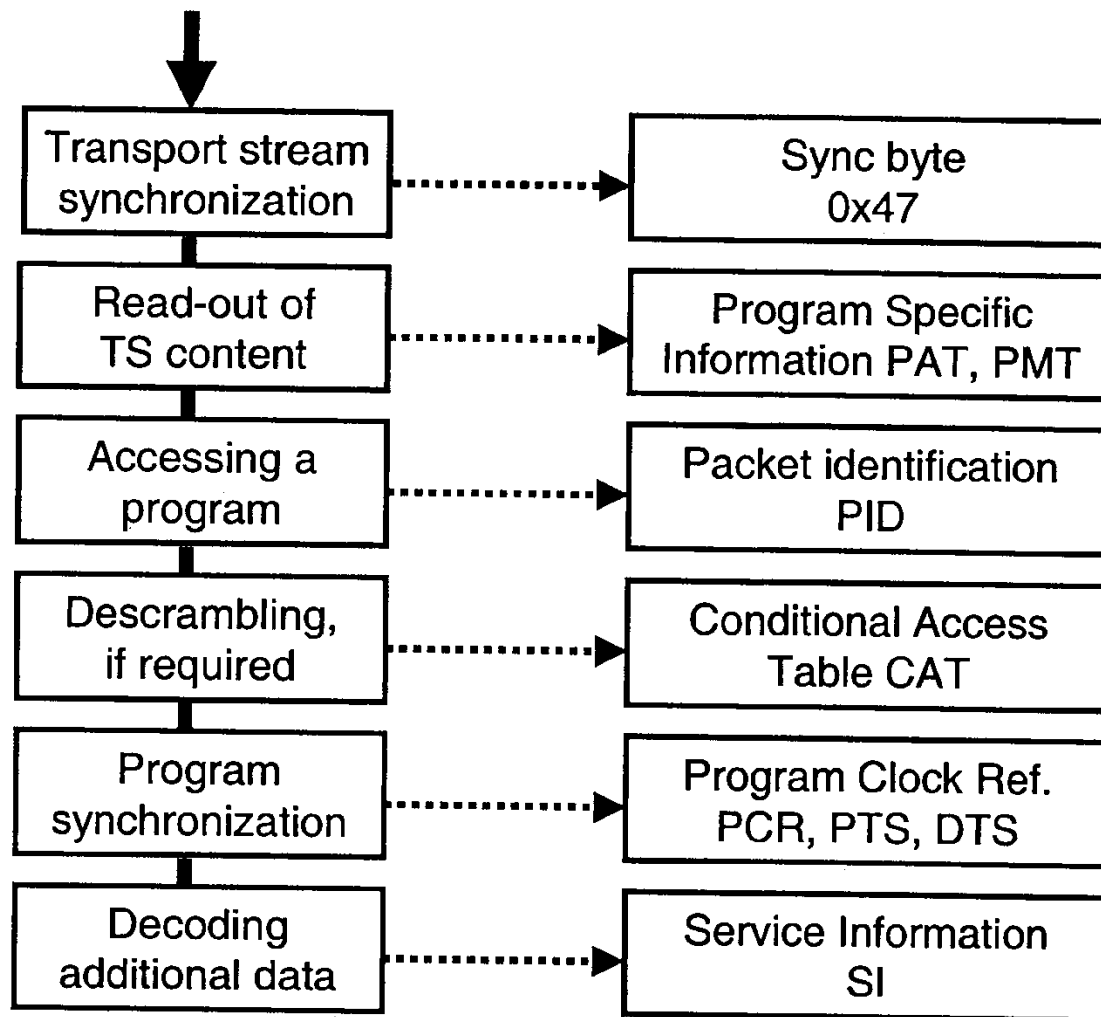 Transport stream
synchronization
Sync byte
0x47
Read-out of
TS content
Program Specific
Information PAT, PMT
Accessing a
program
Packet identification
PID
Descrambling,
if required
Conditional Access
Table CAT
Program
synchronization
Program Clock Ref.
PCR, PTS, DTS
Decoding
additional data
Service Information
SI